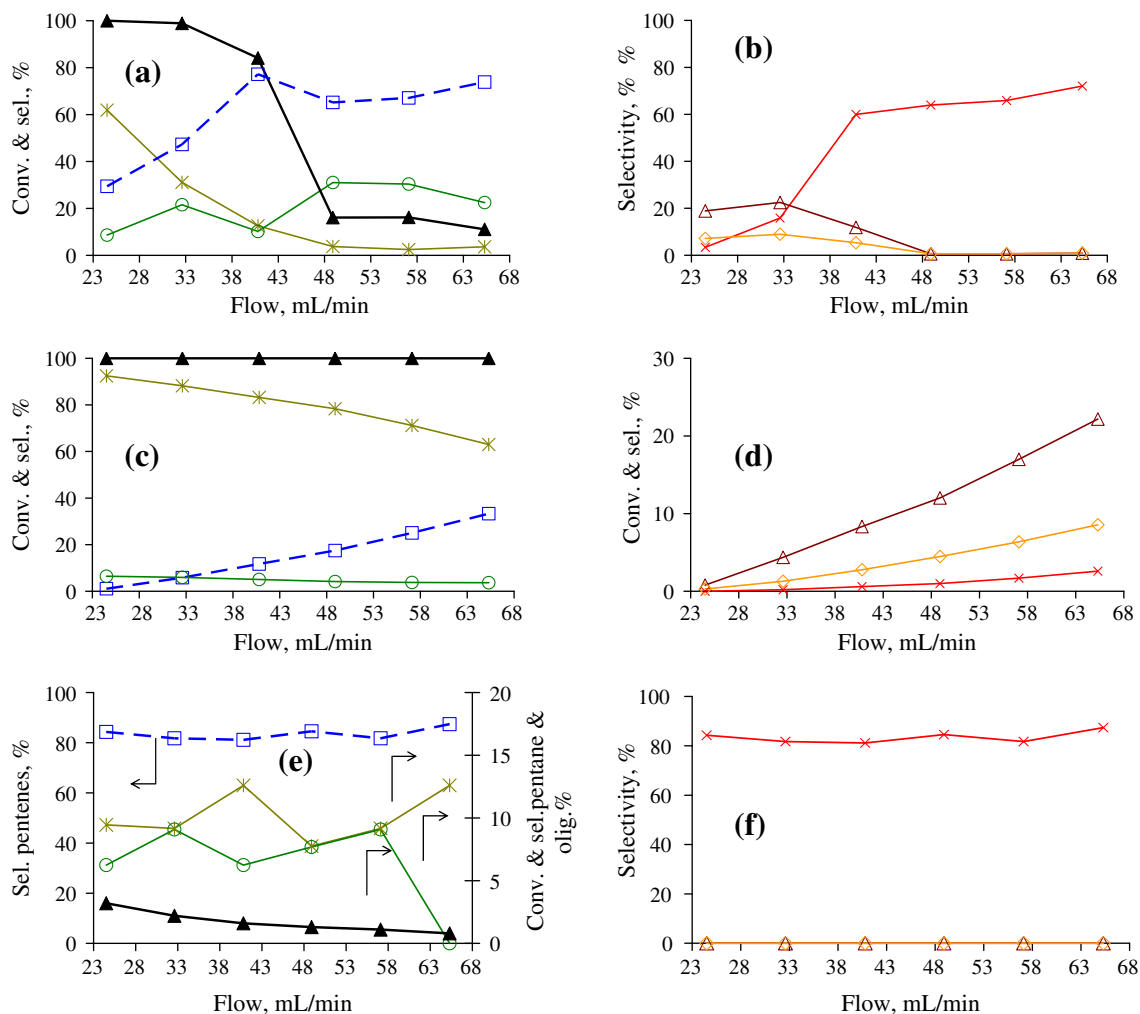 100
80
60
40
20
0
Conv. & sel., %
(a)
23 28 33 38 43 48 53 58 63 68
Flow, mL/min
100
80
60
40
20
0
Selectivity, % %
(b)
23 28 33 38 43 48 53 58 63 68
Flow, mL/min
100
80
60
40
20
0
Conv. & sel., %
(c)
23 28 33 38 43 48 53 58 63 68
Flow, mL/min
30
20
10
0
Conv. & sel., %
(d)
23 28 33 38 43 48 53 58 63 68
Flow, mL/min
100
80
60
40
20
0
Sel. pentenes, %
(e)
20
15
10
5
0
Conv. & sel.pentane &
olig.%
23 28 33 38 43 48 53 58 63 68
Flow, mL/min
100
80
60
40
20
0
Selectivity, %
(f)
23 28 33 38 43 48 53 58 63 68
Flow, mL/min